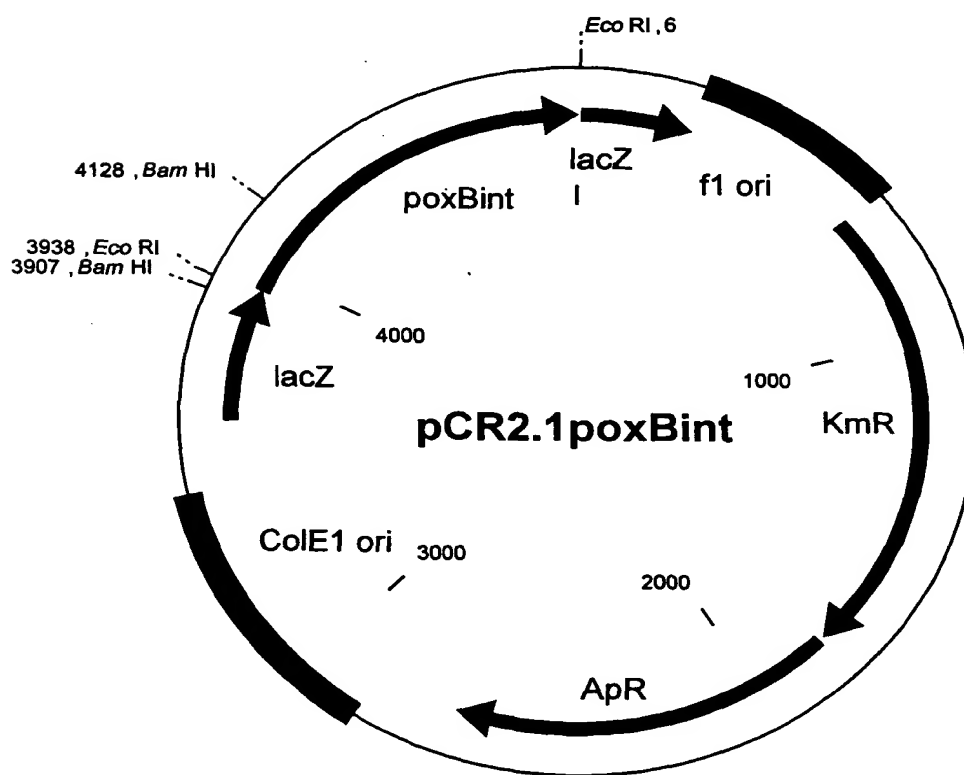 Eco RI , 6
lacZ
f1 ori
poxBint
4128 , Bam HI
3938 , Eco RI
3907 , Bam HI
4000
lacZ
1000
pCR2.1poxBint
KmR
ColE1 ori
3000
2000
ApR